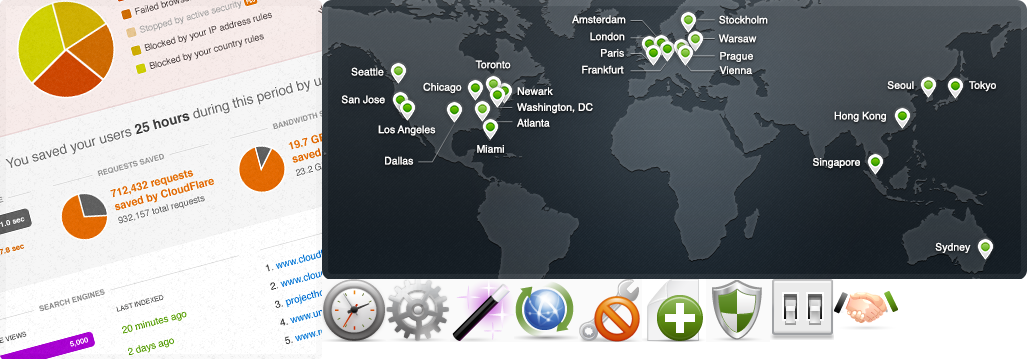 Failed brows
Stopped by active security
Blocked by your IP address rules
Blocked by your country rules
You saved your users 25 hours during this period by u
REQUESTS SAVED
712,432 requests
saved by CloudFlare
932,157 total requests
BANDWIDTH S
19.7 G
saved
23.2 G
1.0 sec
7.8 sec
SEARCH ENGINES
LAST INDEXED
E VIEWS
5,000
20 minutes ago
2 days ago
1. www.cloudf
2. www.clou
3. projectho
4. www.un
5. www.r
Amsterdam
Stockholm
London
Warsaw
Paris
Prague
Frankfurt
Vienna
Seattle
Toronto
Chicago
Newark
San Jose
Washington, DC
Los Angeles
Atlanta
Miami
Dallas
Seoul
Tokyo
Hong Kong
Singapore
Sydney